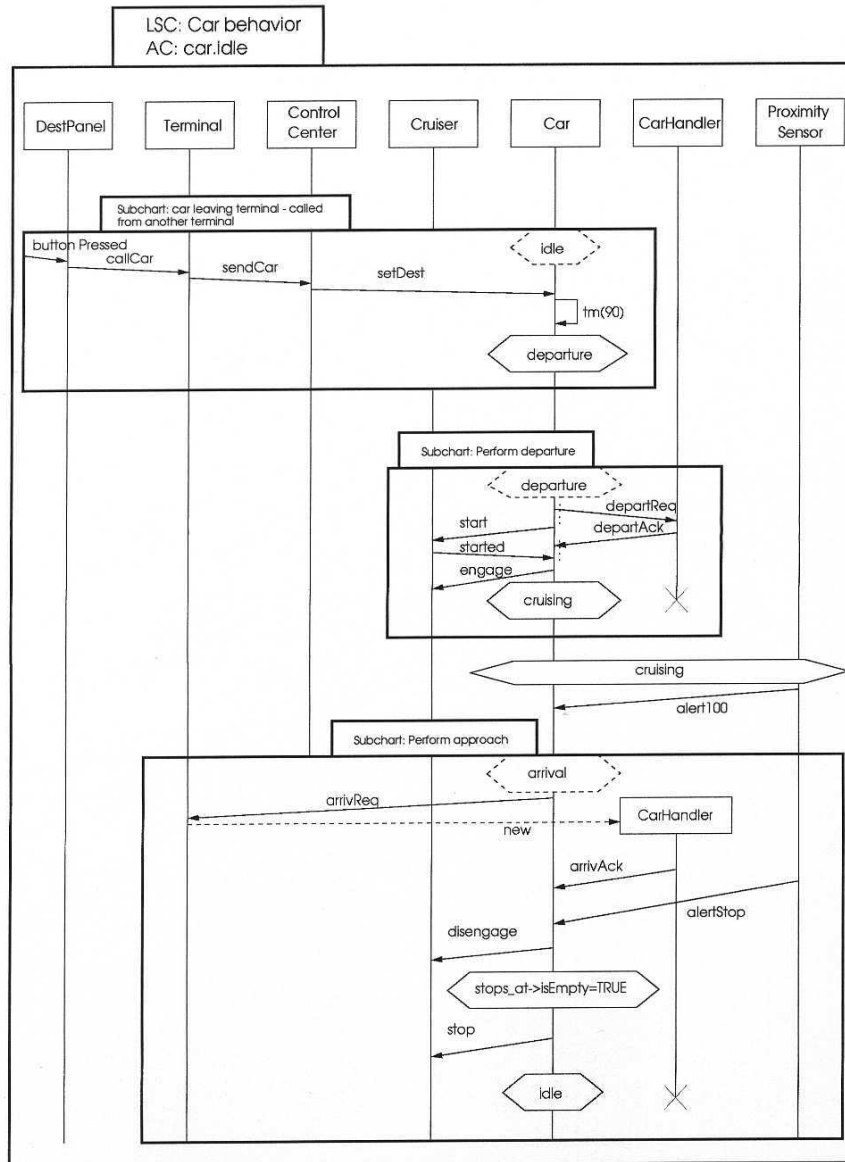 LSC: Car behavior
AC: car.idle
DestPanel
Terminal
Control
Center
Cruiser
Car
CarHandler
Proximity
Sensor
Subchart: car leaving terminal - called
from another terminal
button Pressed
idle
callCar
sendCar
setDest
tm(90)
departure
Subchart: Perform departure
departure
departReq
start
departAck
started
engage
cruising
cruising
alert100
Subchart: Perform approach
arrival
arrivReq
new
CarHandler
arrivAck
alertStop
disengage
stops_at->isEmpty=TRUE
stop
idle